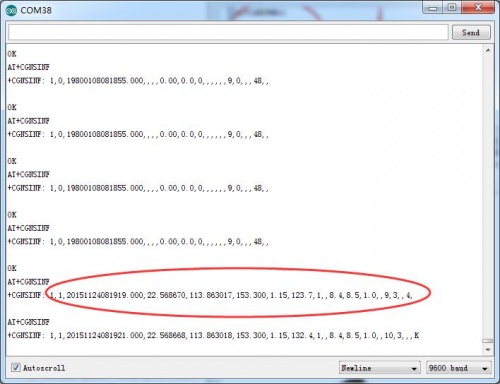 COM38
Send
OK
AT+CGNSINF
+CGNSINF: 1,0,19800108081855.000,,,,0.00,0.0,0,,,,,,9,0,,,48,,
OK
AT+CGNSINF
+CGNSINF: 1,0,19800108081855.000,,,,0.00,0.0,0,,,,,,9,0,,,48,,
OK
AT+CGNSINF
+CGNSINF: 1,0,19800108081855.000,,,,0.00,0.0,0,,,,,,9,0,,,48,,
OK
AT+CGNSINF
+CGNSINF: 1,0,19800108081855.000,,,,0.00,0.0,0,,,,,,9,0,,,48,,
OK
AT+CGNSINF
+CGNSINF: 1,1,20151124081919.000,22.568670,113.863017,153.300,1.15,123.7,1,,8.4,8.5,1.0,,9,3,,4,
AT+CGNSINF
+CGNSINF: 1,1,20151124081921.000,22.568668,113.863018,153.300,1.15,132.4,1,,8.4,8.5,1.0,,10,3,,,K
Autoscroll
Newline
9600 baud